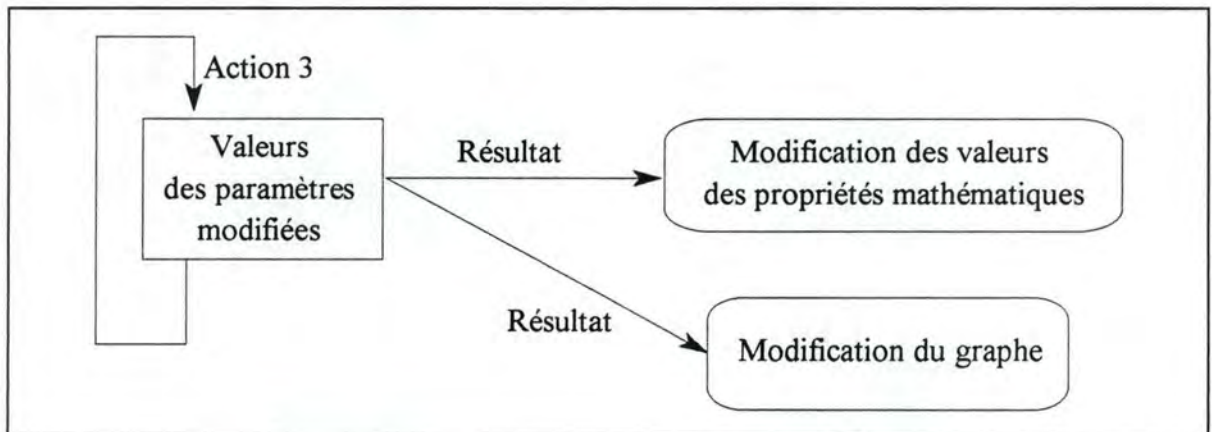 Action 3
Valeurs
des paramètres
modifiées
Résultat
Modification des valeurs
des propriétés mathématiques
Résultat
Modification du graphe